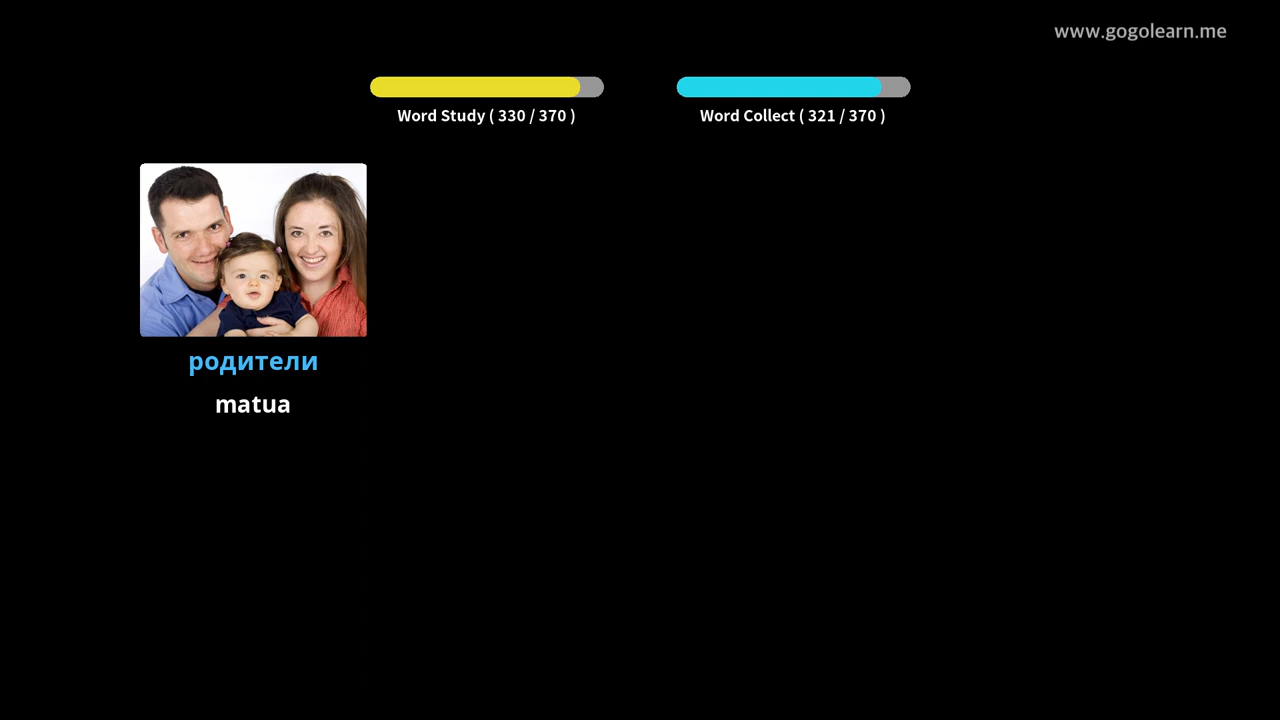 www.gogolearn.me
Word Study ( 330 / 370 )
Word Collect ( 321 / 370 )
родители
matua